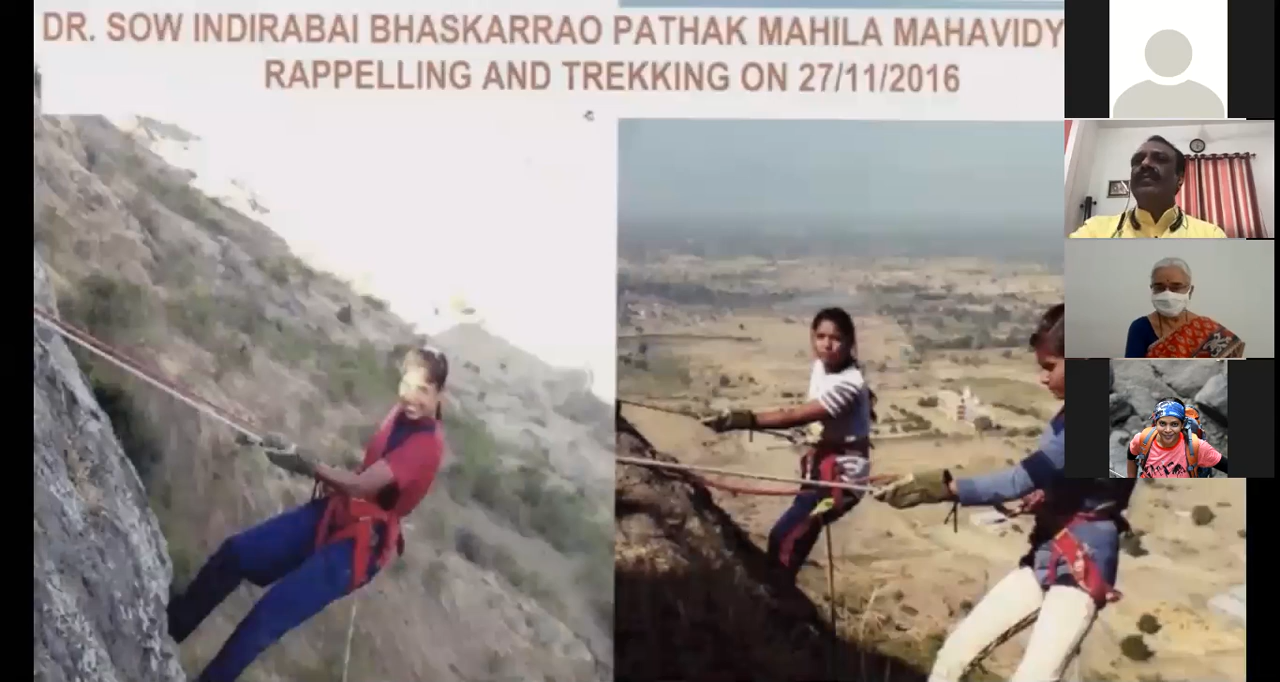 DR. SOW INDIRABAI BHASKARRAO PATHAK MAHILA MAHAVIDY
RAPPELLING AND TREKKING ON 27/11/2016